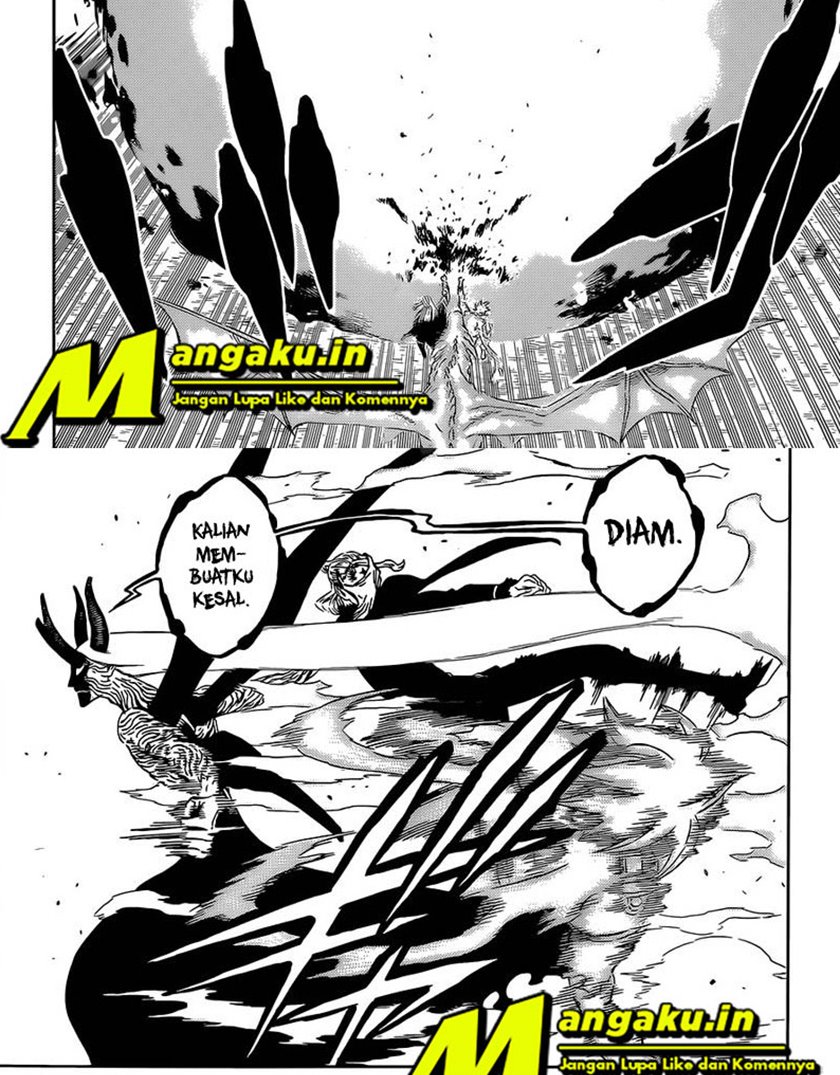 Mangaku.in
Jangan Lupa Like dan Komennya
DIAM.
KALIAN
MEM-
BUATKU
KESAL.
Mangaku.in
Jangan Lupa Like dan Komennya